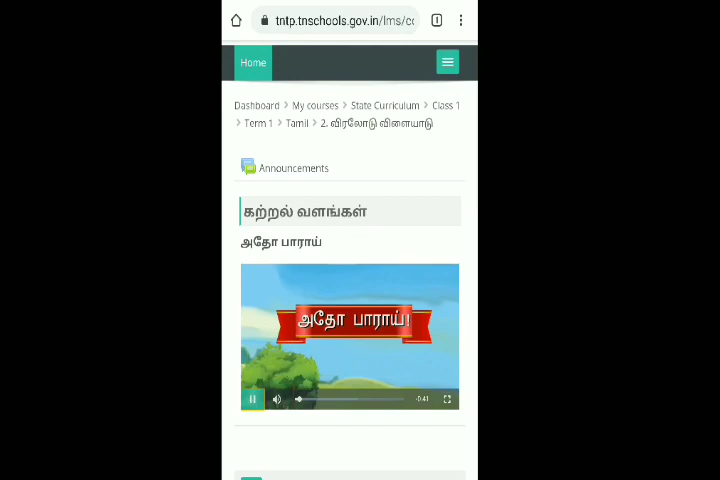 tntp.tnschools.gov.in/lms/cc
Home
Dashboard > My courses > State Curriculum > Class 1
> Term 1 > Tamil > 2. விரலோடு விளையாடு
Announcements
கற்றல் வளங்கள்
அதோ பாராய்
அதோ பாராய்!
-0:41